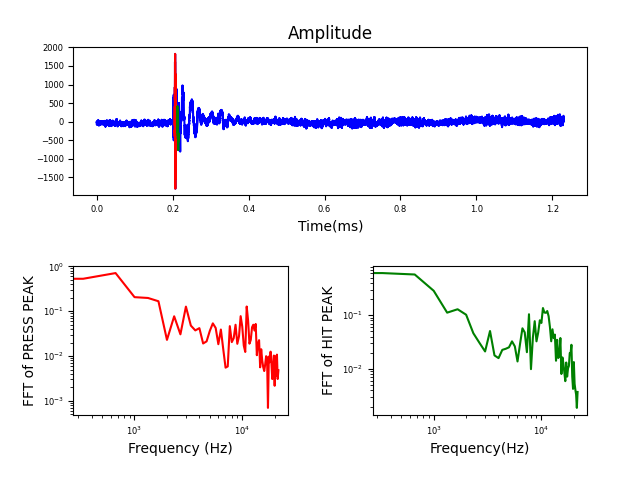 Amplitude
2000
1500
1000
500
0
−500
−1000
−1500
0.0 0.2 0.4 0.6 0.8 1.0 1.2
Time(ms)
FFT of PRESS PEAK
10⁰
10⁻¹
10⁻²
10⁻³
10³ 10⁴
Frequency (Hz)
FFT of HIT PEAK
10⁻¹
10⁻²
10³ 10⁴
Frequency(Hz)